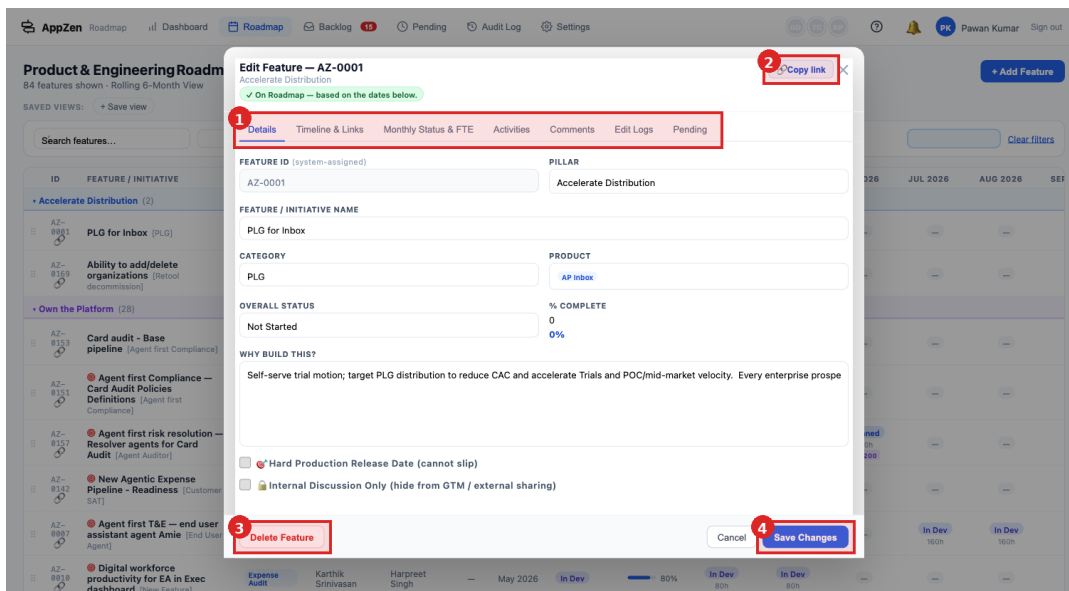 AppZen Roadmap Dashboard Roadmap Backlog 15 Pending Audit Log Settings PK Pawan Kumar Sign out
Product & Engineering Roadm
84 features shown · Rolling 6-Month View
+ Add Feature
SAVED VIEWS: + Save view
Search features...
Clear filters
ID FEATURE / INITIATIVE 026 JUL 2026 AUG 2026 SEP
Accelerate Distribution (2)
AZ-0001 PLG for Inbox [PLG]
— —
AZ-
0169
Ability to add/delete
organizations [Retool
decommission]
— —
Own the Platform (28)
AZ-
0153
Card audit - Base
pipeline [Agent first Compliance]
— —
AZ-
0151
Agent first Compliance —
Card Audit Policies
Definitions [Agent first
Compliance]
— —
AZ-
0157
Agent first risk resolution —
Resolver agents for Card
Audit [Agent Auditor]
ned
0h
200
—
AZ-
0142
New Agentic Expense
Pipeline - Readiness [Customer
SAT]
— —
AZ-
0007
Agent first T&E — end user
assistant agent Amie [End User
Agent]
In Dev
160h
In Dev
160h
AZ-
0010
Digital workforce
productivity for EA in Exec
dashboard [New Feature]
Expense
Audit
Karthik
Srinivasan
Harpreet
Singh
— May 2026 In Dev 80%
In Dev
80h
In Dev
80h
— —
Edit Feature — AZ-0001
Accelerate Distribution
✓ On Roadmap — based on the dates below.
2
Copy link
1
Details Timeline & Links Monthly Status & FTE Activities Comments Edit Logs Pending
FEATURE ID (system-assigned)
AZ-0001
PILLAR
Accelerate Distribution
FEATURE / INITIATIVE NAME
PLG for Inbox
CATEGORY
PLG
PRODUCT
AP Inbox
OVERALL STATUS
Not Started
% COMPLETE
0
0%
WHY BUILD THIS?
Self-serve trial motion; target PLG distribution to reduce CAC and accelerate Trials and POC/mid-market velocity. Every enterprise prospe
Hard Production Release Date (cannot slip)
Internal Discussion Only (hide from GTM / external sharing)
3
Delete Feature
Cancel
4
Save Changes